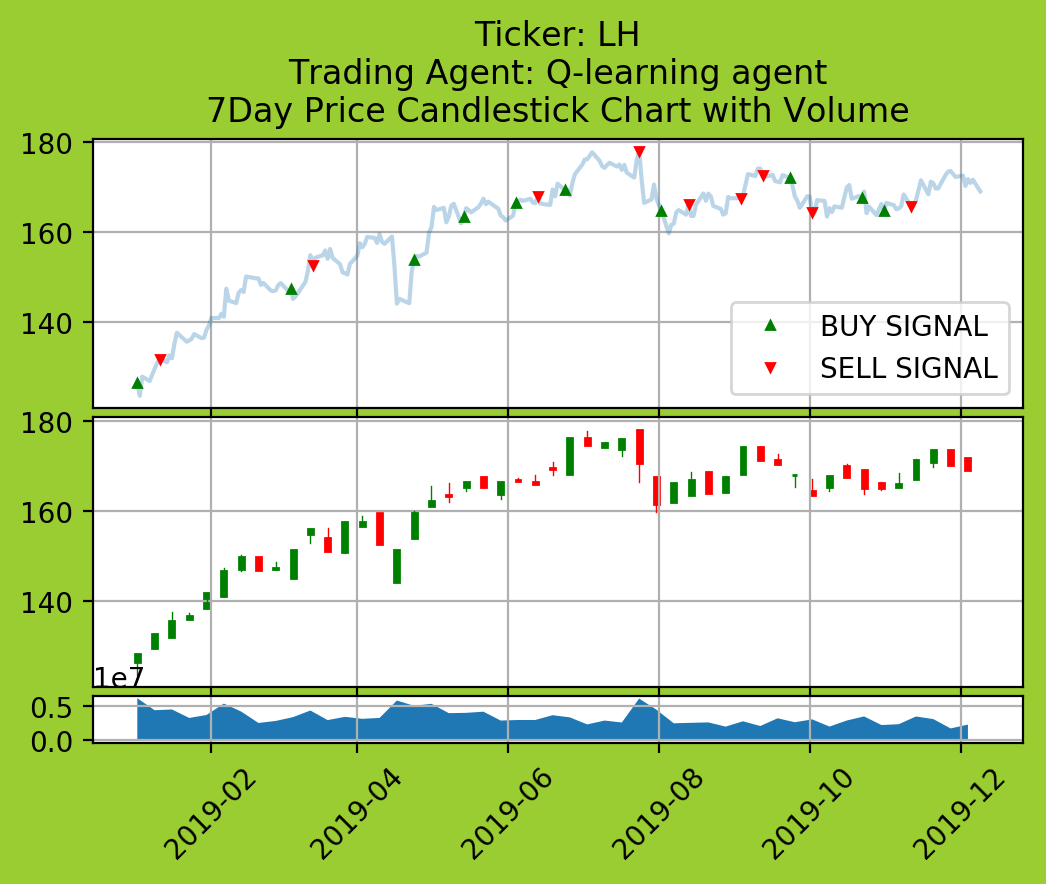 Ticker: LH
Trading Agent: Q-learning agent
7Day Price Candlestick Chart with Volume
180
160
140
BUY SIGNAL
SELL SIGNAL
180
160
140
1e7
0.5
0.0
2019-02
2019-04
2019-06
2019-08
2019-10
2019-12